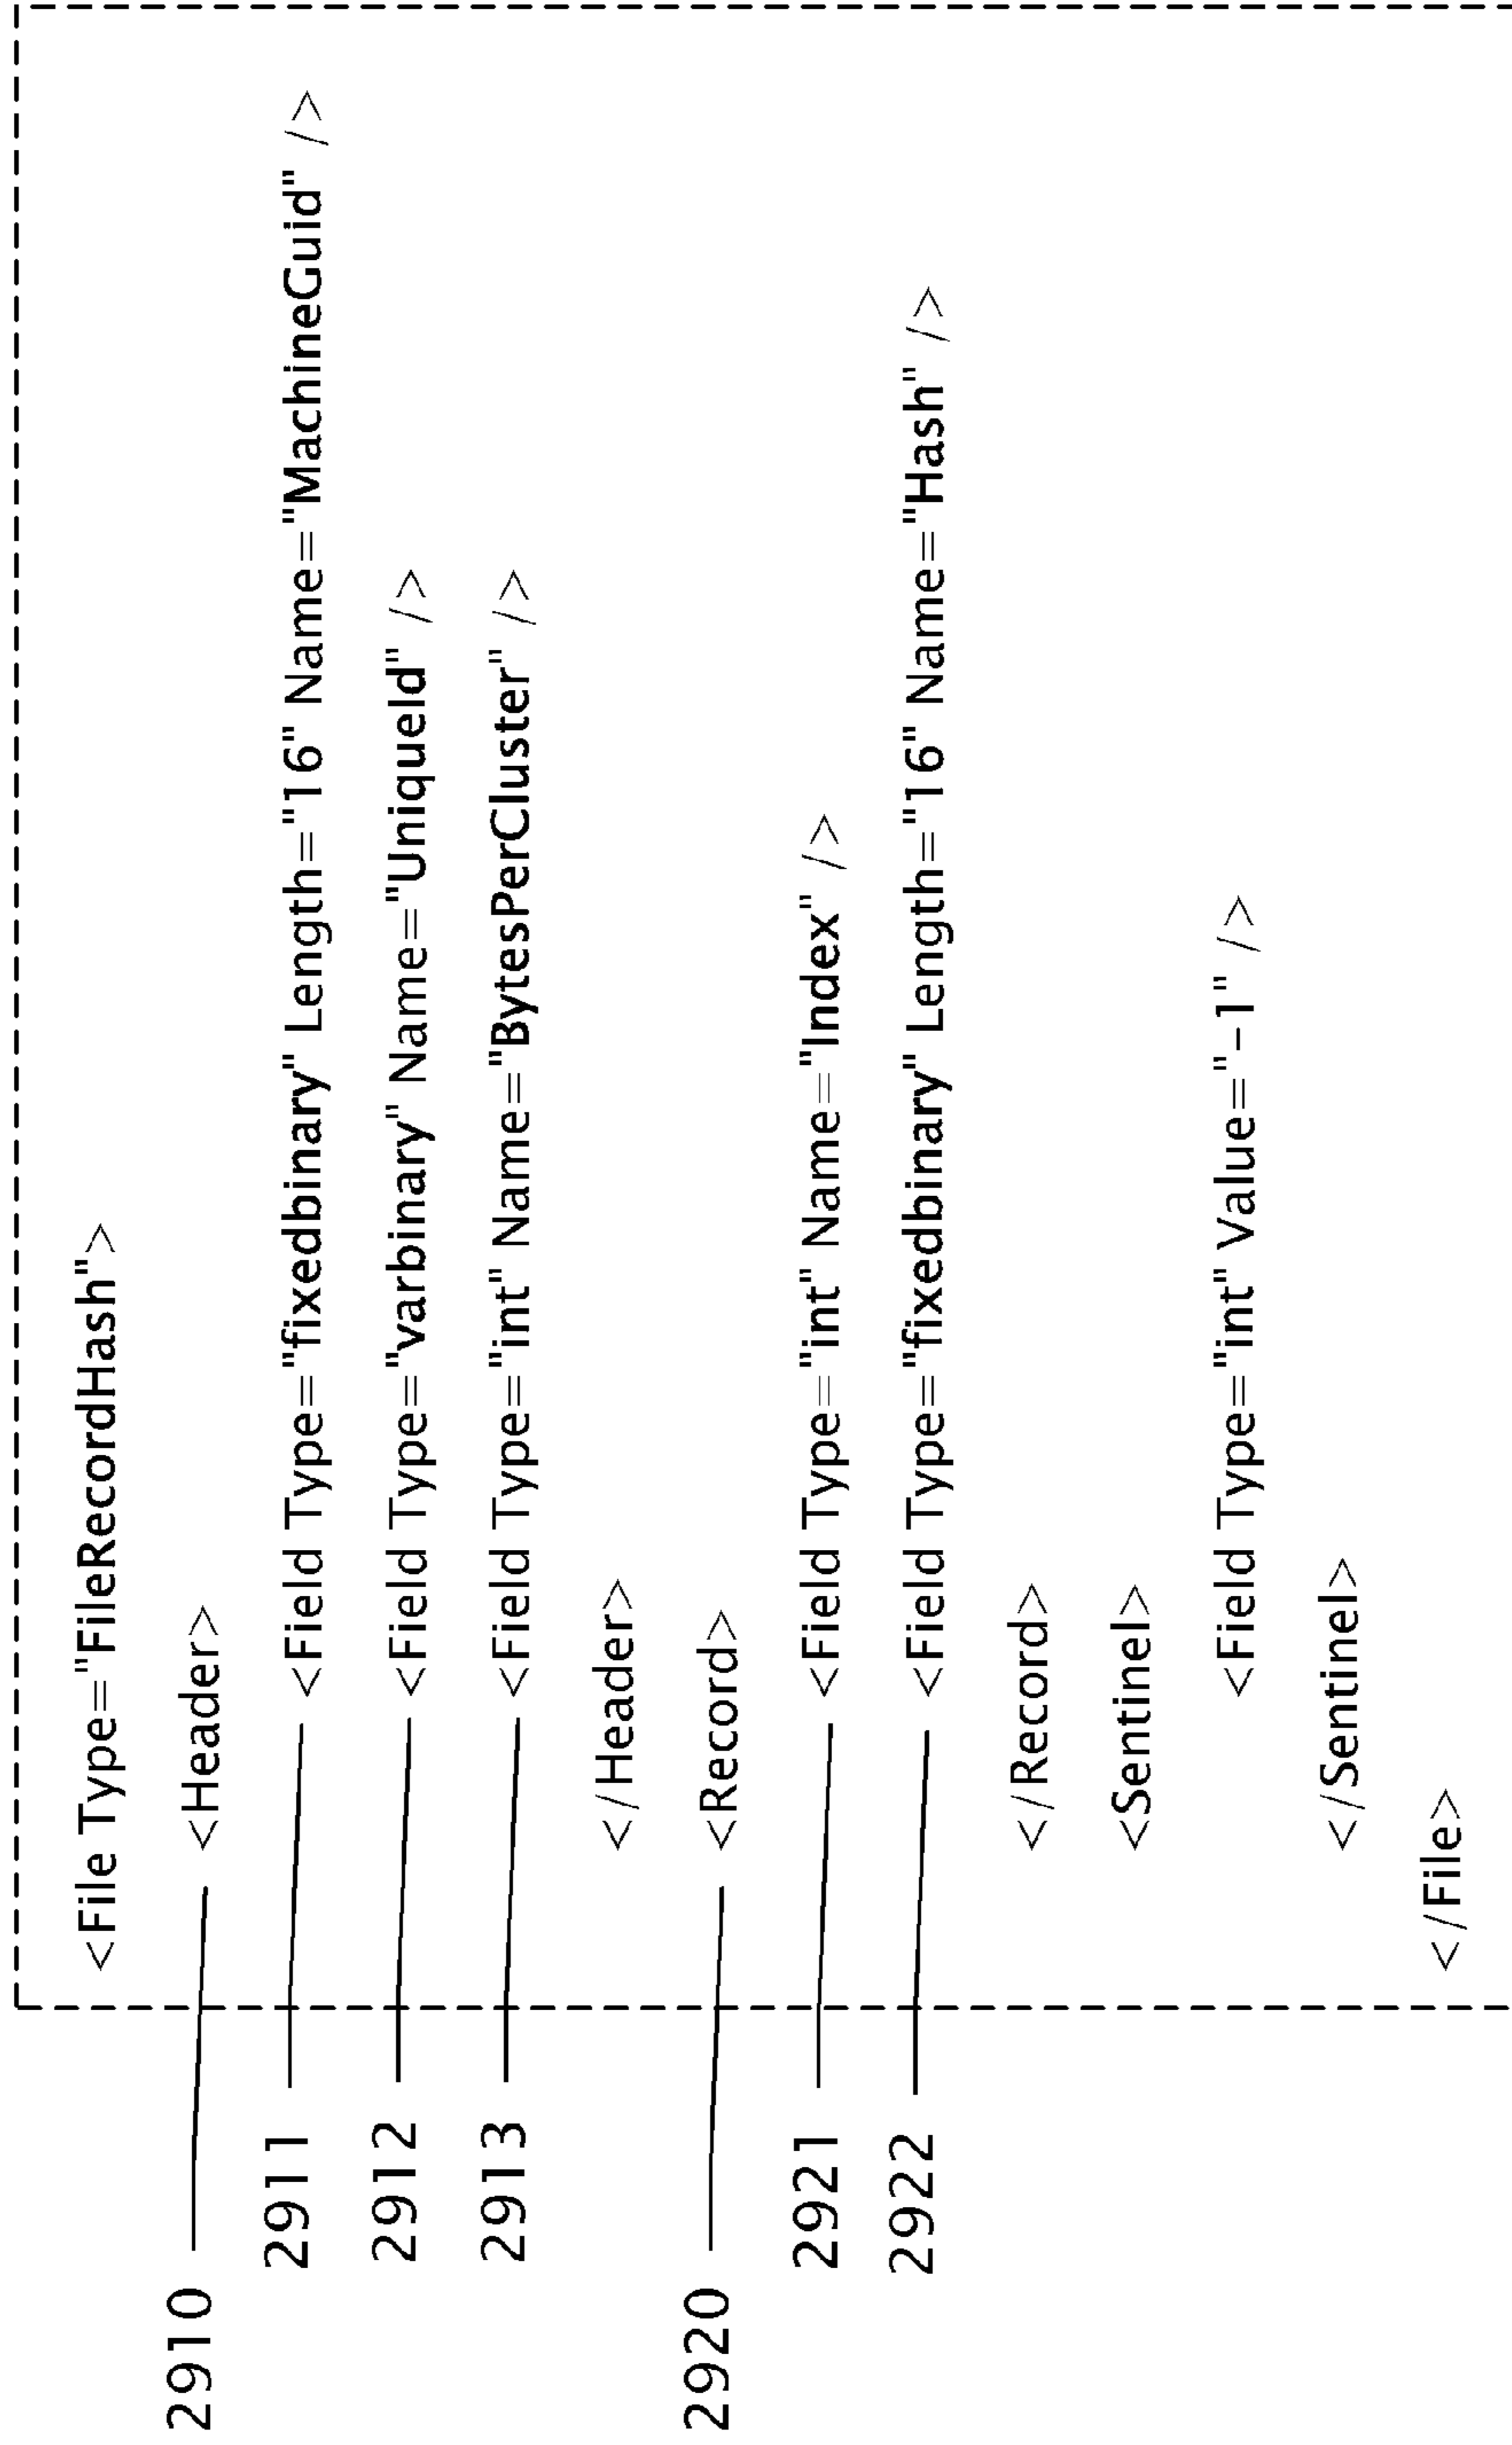 <File Type="FileRecordHash">
2910 <Header>
2911 <Field Type="fixedbinary" Length="16" Name="MachineGuid" />
2912 <Field Type="varbinary" Name="UniqueId" />
2913 <Field Type="int" Name="BytesPerCluster" />
</Header>
2920 <Record>
2921 <Field Type="int" Name="Index" />
2922 <Field Type="fixedbinary" Length="16" Name="Hash" />
</Record>
<Sentinel>
<Field Type="int" Value="-1" />
</Sentinel>
</File>